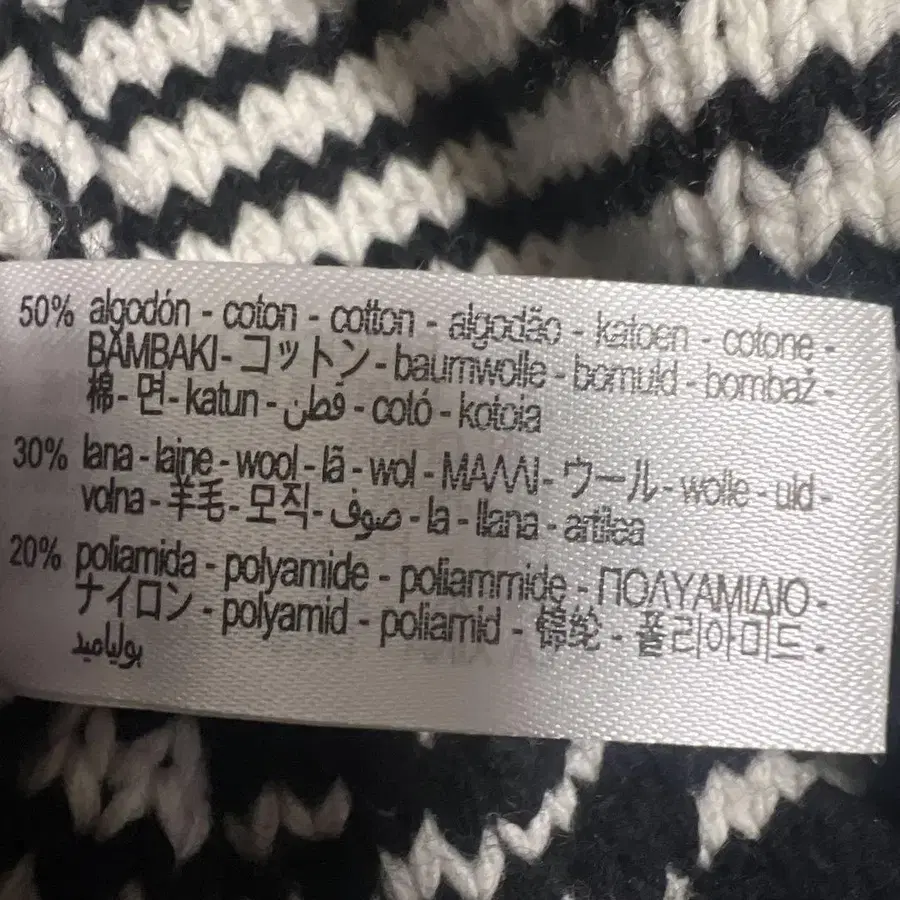 50% algodón - coton - cotton - algodão - katoen - cotone -
BAMBAKI - コットン - baumwolle - bomuld - bombaž -
棉 - 면 - katun - قطن - cotó - kotoia
30% lana - laine - wool - lã - wol - ΜΑΛΛΙ - ウール - wolle - uld -
volna - 羊毛 - 모직 - صوف - la - llana - artilea
20% poliamida - polyamide - poliammide - ΠΟΛΥΑΜΙΔΙΟ -
ナイロン - polyamid - poliamid - 锦纶 - 폴리아미드 -
بولياميد